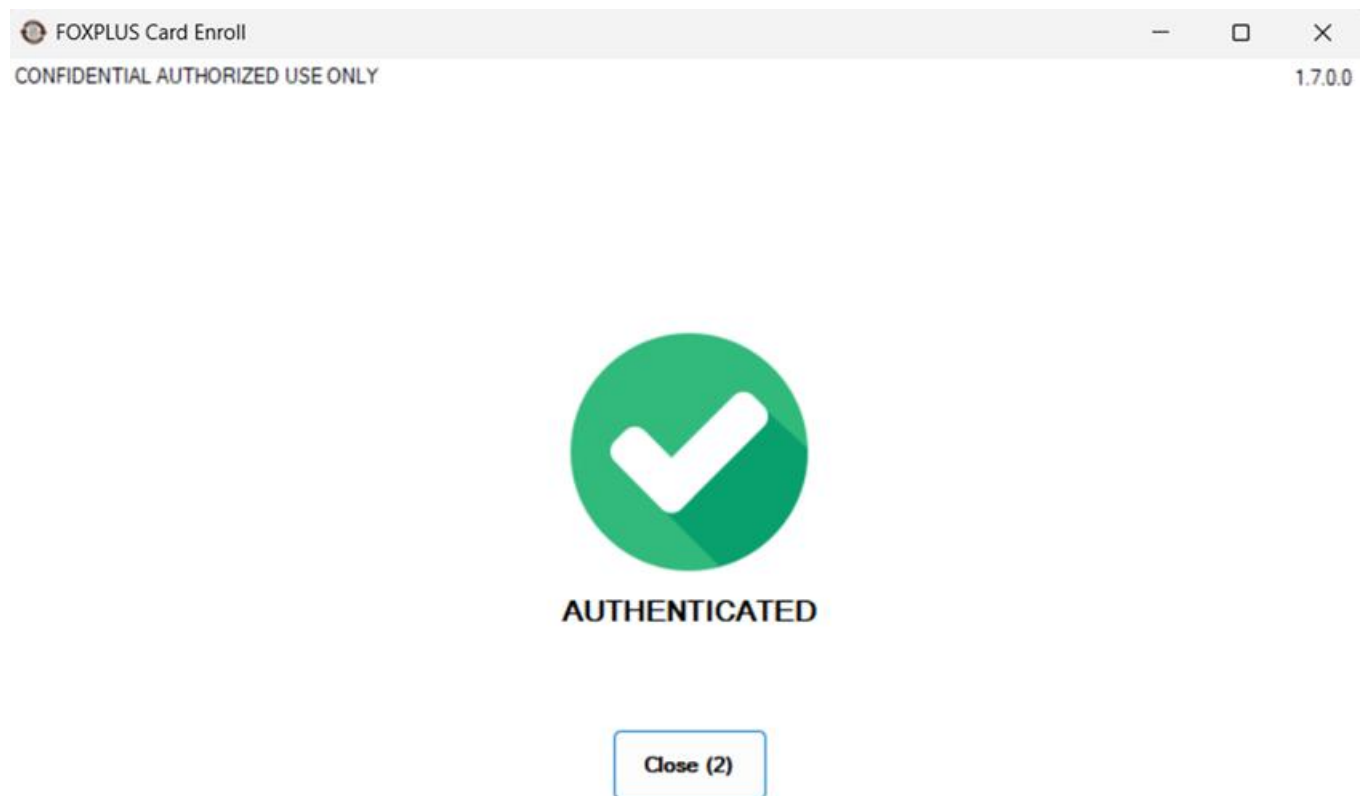 FOXPLUS Card Enroll
CONFIDENTIAL AUTHORIZED USE ONLY
1.7.0.0
AUTHENTICATED
Close (2)